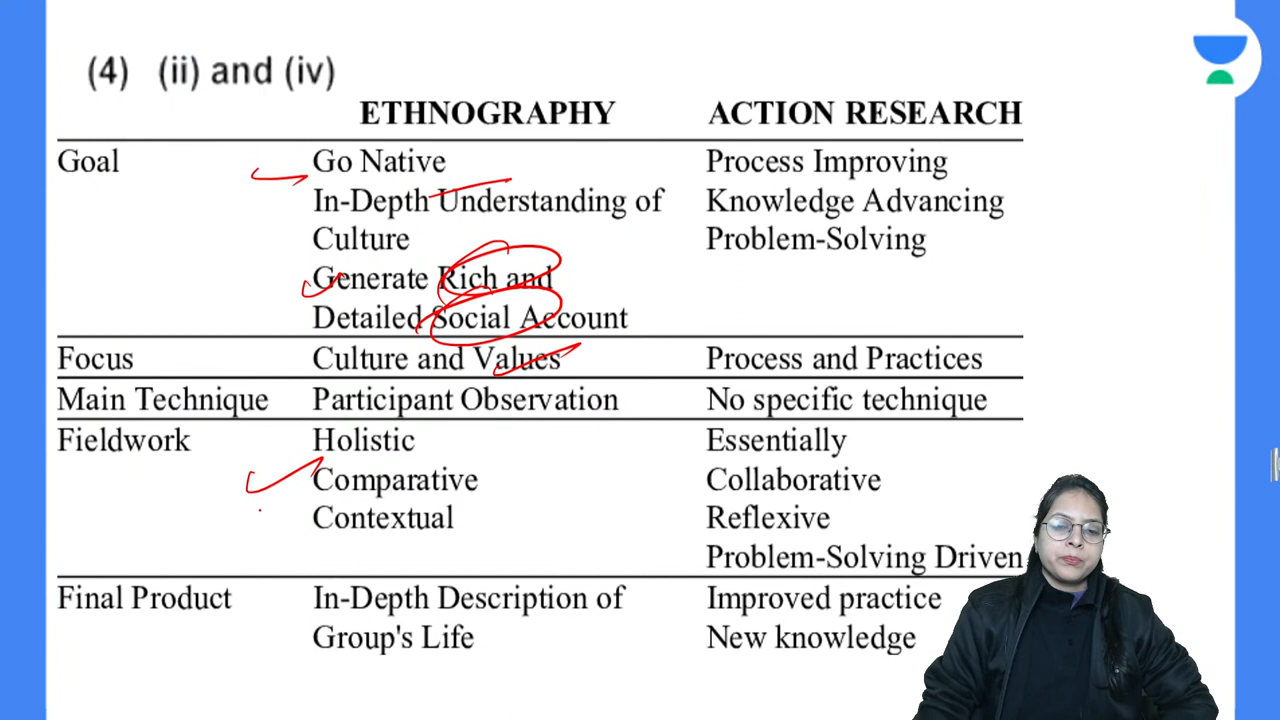 (4) (ii) and (iv)
ETHNOGRAPHY ACTION RESEARCH
Goal Go Native Process Improving
In-Depth Understanding of Knowledge Advancing
Culture Problem-Solving
Generate Rich and
Detailed Social Account
Focus Culture and Values Process and Practices
Main Technique Participant Observation No specific technique
Fieldwork Holistic Essentially
Comparative Collaborative
Contextual Reflexive
Problem-Solving Driven
Final Product In-Depth Description of Improved practice
Group's Life New knowledge